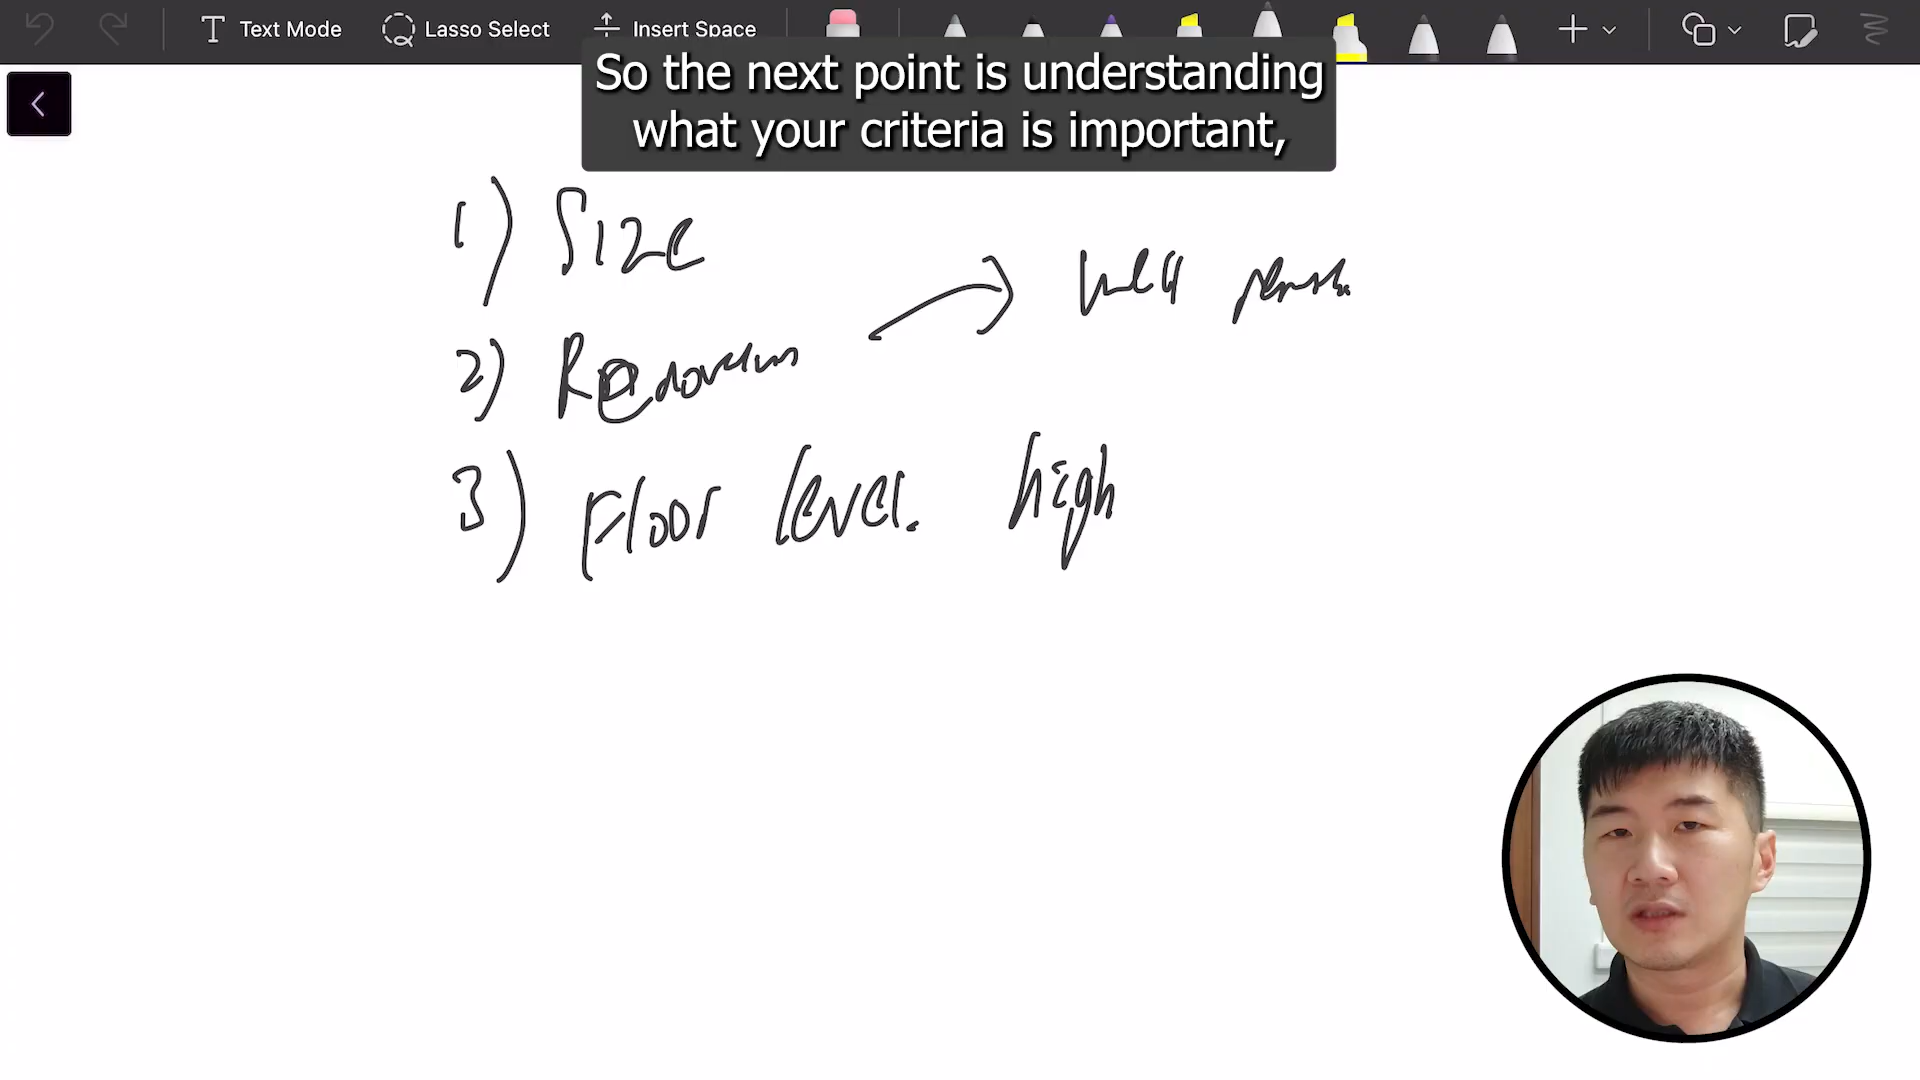 Text Mode Lasso Select Insert Space
So the next point is understanding
what your criteria is important,
1) Size
2) Renovation → Well
3) Floor level. high